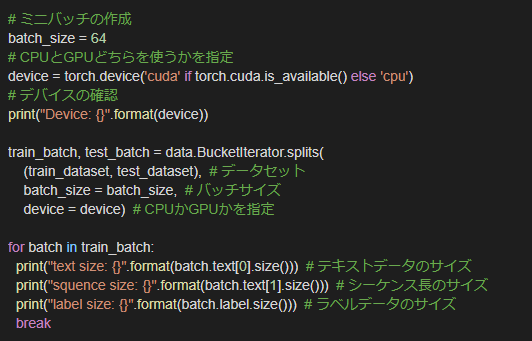 # ミニバッチの作成
batch_size = 64
# CPUとGPUどちらを使うかを指定
device = torch.device('cuda' if torch.cuda.is_available() else 'cpu')
# デバイスの確認
print("Device: {}".format(device))

train_batch, test_batch = data.BucketIterator.splits(
    (train_dataset, test_dataset),  # データセット
    batch_size = batch_size,  # バッチサイズ
    device = device)  # CPUかGPUかを指定

for batch in train_batch:
  print("text size: {}".format(batch.text[0].size()))  # テキストデータのサイズ
  print("squence size: {}".format(batch.text[1].size()))  # シーケンス長のサイズ
  print("label size: {}".format(batch.label.size()))  # ラベルデータのサイズ
  break